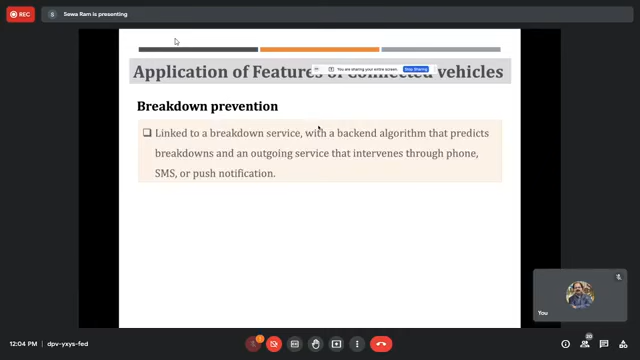 REC
S
Sewa Ram is presenting
Application of Features of Connected vehicles
You are sharing your entire screen.
Stop Sharing
Breakdown prevention
Linked to a breakdown service, with a backend algorithm that predicts
breakdowns and an outgoing service that intervenes through phone,
SMS, or push notification.
You
12:04 PM
dpv-yxys-fed
20